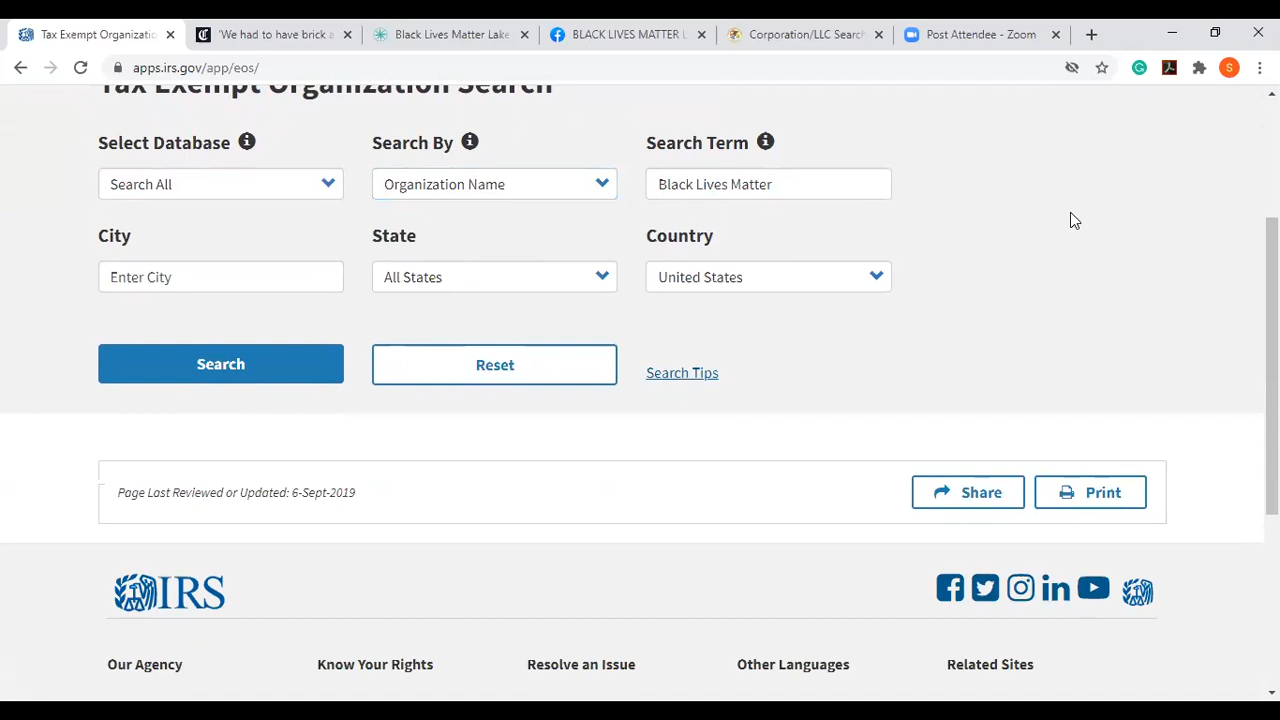 Tax Exempt Organizatio
'We had to have brick a
Black Lives Matter Lake
BLACK LIVES MATTER L
Corporation/LLC Search
Post Attendee - Zoom
apps.irs.gov/app/eos/
S
Tax Exempt Organization Search
Select Database
Search By
Search Term
Search All
Organization Name
Black Lives Matter
City
State
Country
Enter City
All States
United States
Search
Reset
Search Tips
Page Last Reviewed or Updated: 6-Sept-2019
Share
Print
IRS
Our Agency
Know Your Rights
Resolve an Issue
Other Languages
Related Sites